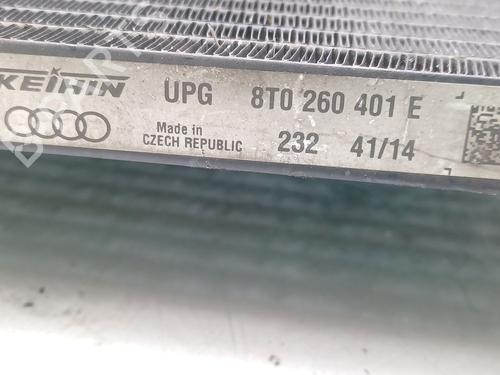 KEIHIN UPG 8T0 260 401 E
Made in
CZECH REPUBLIC 232 41/14